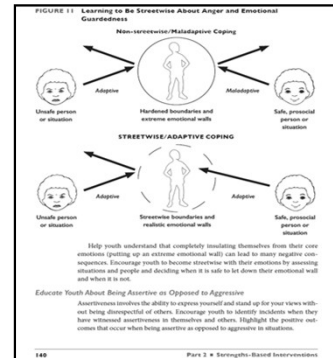 FIGURE 11 Learning to Be Streetwise About Anger and Emotional
Guardedness
Non-streetwise/Maladaptive Coping
Adaptive
Maladaptive
Unsafe person
or situation
Hardened boundaries and
extreme emotional walls
Safe, prosocial
person or
situation
STREETWISE/ADAPTIVE COPING
Adaptive
Adaptive
Unsafe person
or situation
Streetwise boundaries and
realistic emotional walls
Safe, prosocial
person or
situation
Help youth understand that completely insulating themselves from their core
emotions (putting up an extreme emotional wall) can lead to many negative con-
sequences. Encourage youth to become streetwise with their emotions by assessing
situations and people and deciding when it is safe to let down their emotional wall
and when it is not.
Educate Youth About Being Assertive as Opposed to Aggressive
Assertiveness involves the ability to express yourself and stand up for your views with-
out being disrespectful of others. Encourage youth to identify incidents when they
have witnessed assertiveness in themselves and others. Highlight the positive out-
comes that occur when being assertive as opposed to aggressive in situations.
140
Part 2 • Strengths-Based Interventions